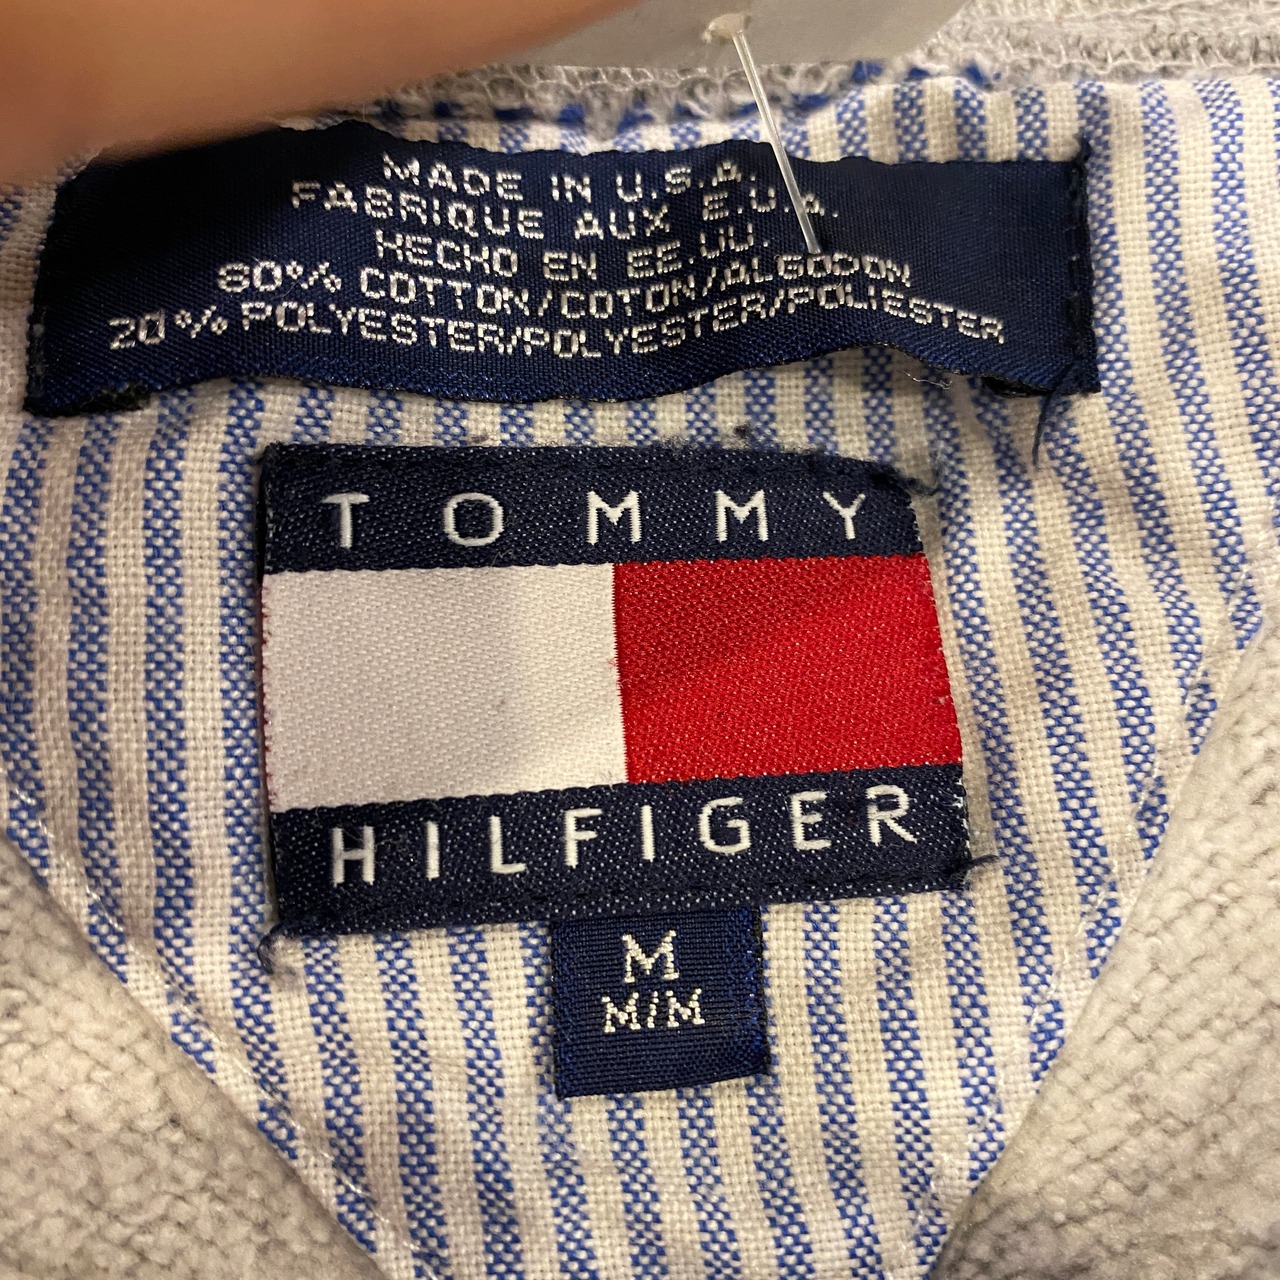 MADE IN U.S.A.
FABRIQUE AUX E.U.A.
HECHO EN EE.UU.
80% COTTON/COTON/ALGODON
20% POLYESTER/POLYESTER/POLIESTER
TOMMY
HILFIGER
M
M/M